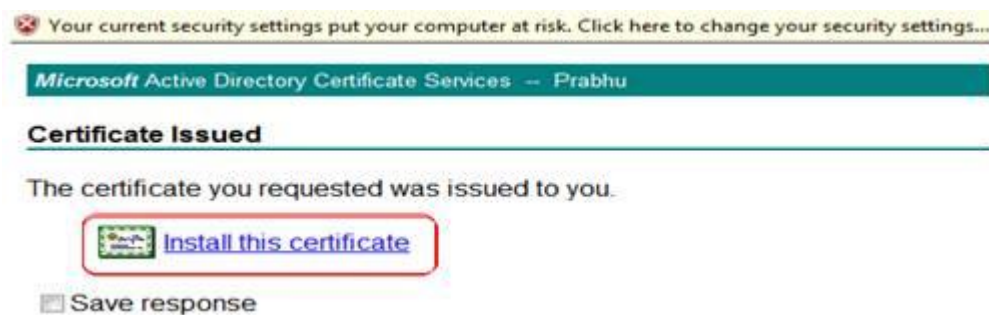 Your current security settings put your computer at risk. Click here to change your security settings...
Microsoft Active Directory Certificate Services -- Prabhu
Certificate Issued
The certificate you requested was issued to you.
Install this certificate
Save response